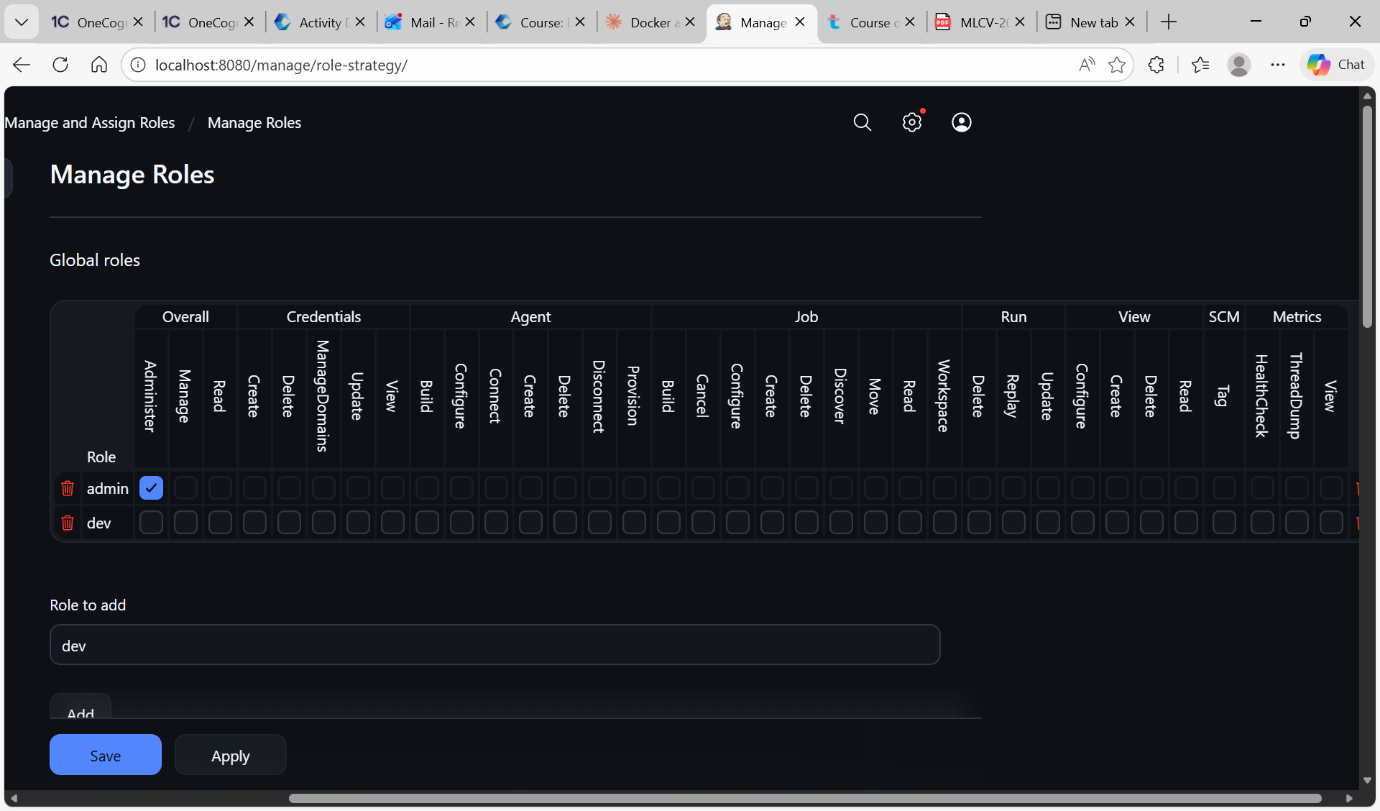 1C OneCog 1C OneCog Activity D Mail - Re Course: D Docker a Manage Course o MLCV-20 New tab
localhost:8080/manage/role-strategy/ A Chat
Manage and Assign Roles / Manage Roles
Manage Roles
Global roles
Overall Credentials Agent Job Run View SCM Metrics
Role Administer Manage Read Create Delete ManageDomains Update View Build Configure Connect Create Delete Disconnect Provision Build Cancel Configure Create Delete Discover Move Read Workspace Delete Replay Update Configure Create Delete Read Tag HealthCheck ThreadDump View
admin
dev
Role to add
dev
Add
Save Apply